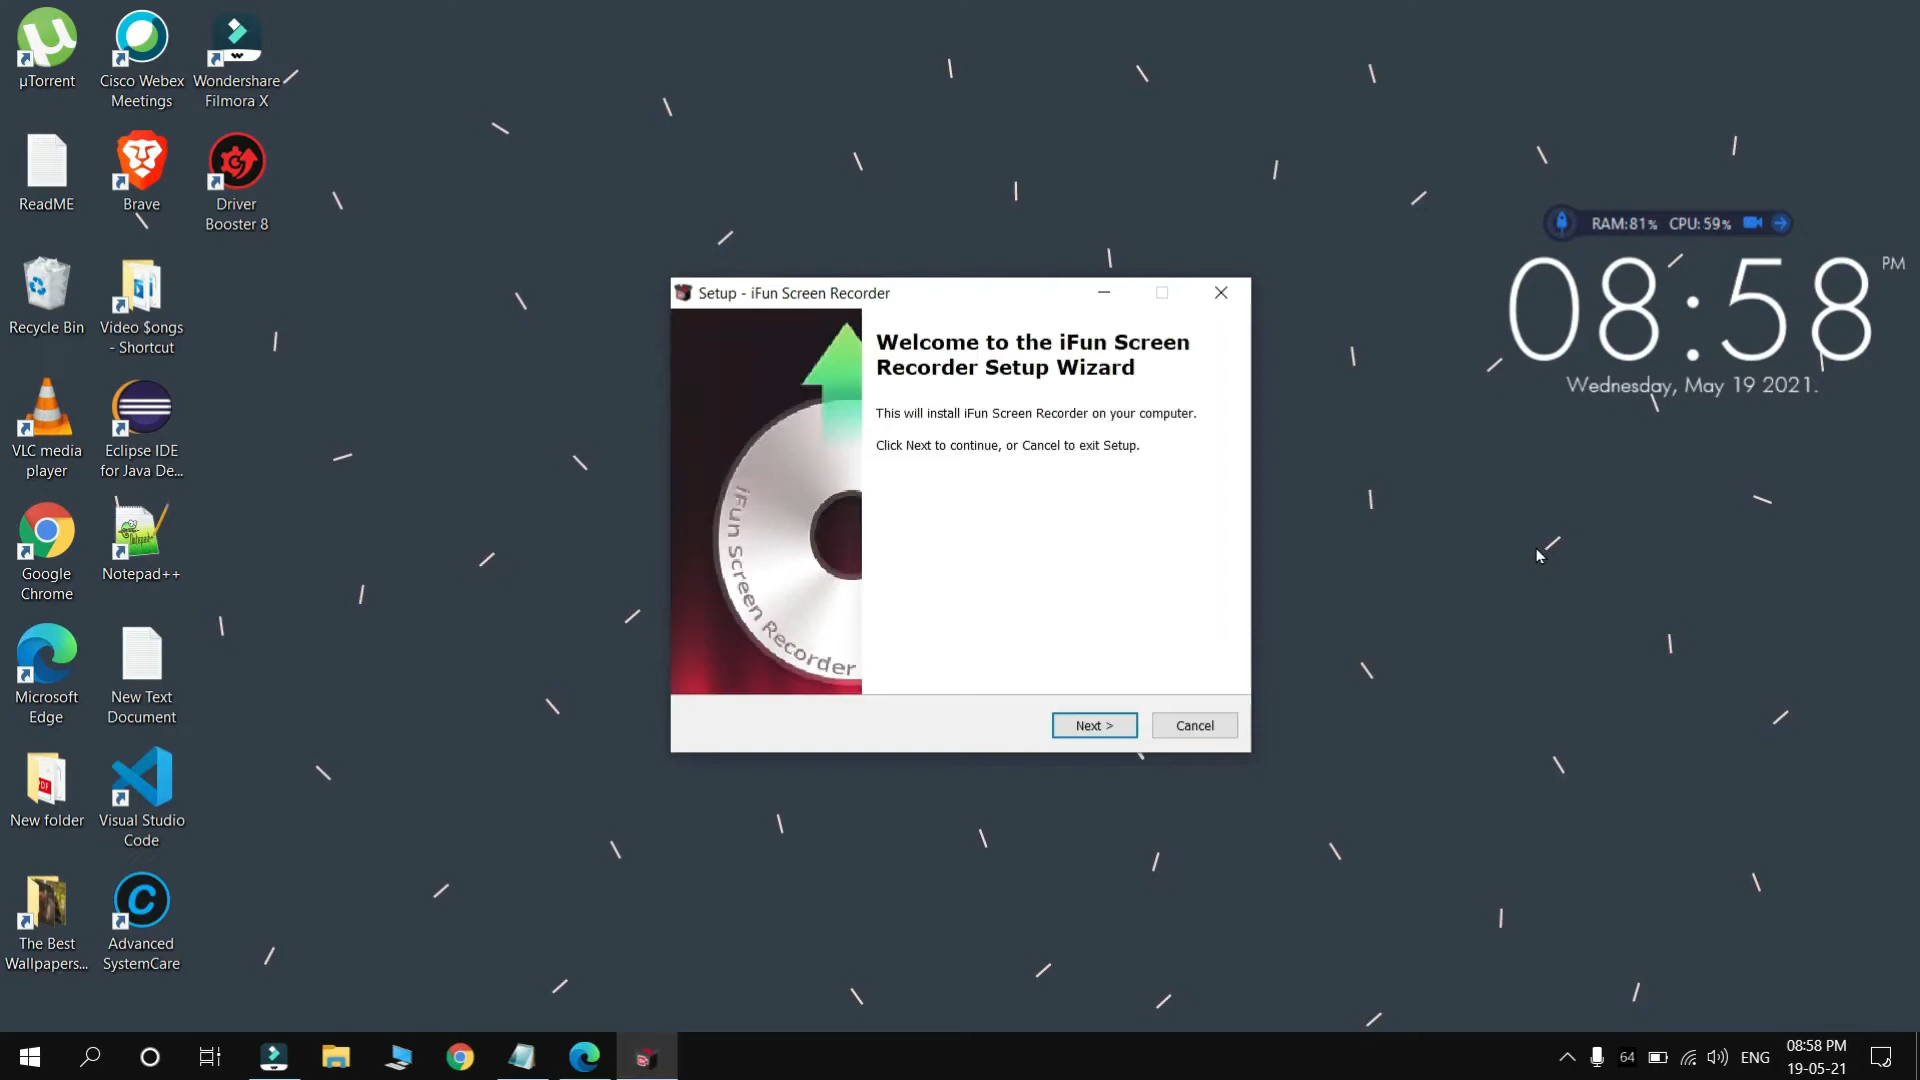 µTorrent
Cisco Webex
Meetings
Wondershare
Filmora X
ReadME
Brave
Driver
Booster 8
Recycle Bin
Video $ongs
- Shortcut
VLC media
player
Eclipse IDE
for Java De...
Google
Chrome
Notepad++
Microsoft
Edge
New Text
Document
PDF
New folder
Visual Studio
Code
The Best
Wallpapers...
Advanced
SystemCare
Setup - iFun Screen Recorder
iFun Screen Recorder
Welcome to the iFun Screen
Recorder Setup Wizard
This will install iFun Screen Recorder on your computer.
Click Next to continue, or Cancel to exit Setup.
Next >
Cancel
RAM:81% CPU:59%
08:58 PM
Wednesday, May 19 2021.
64
ENG
08:58 PM
19-05-21